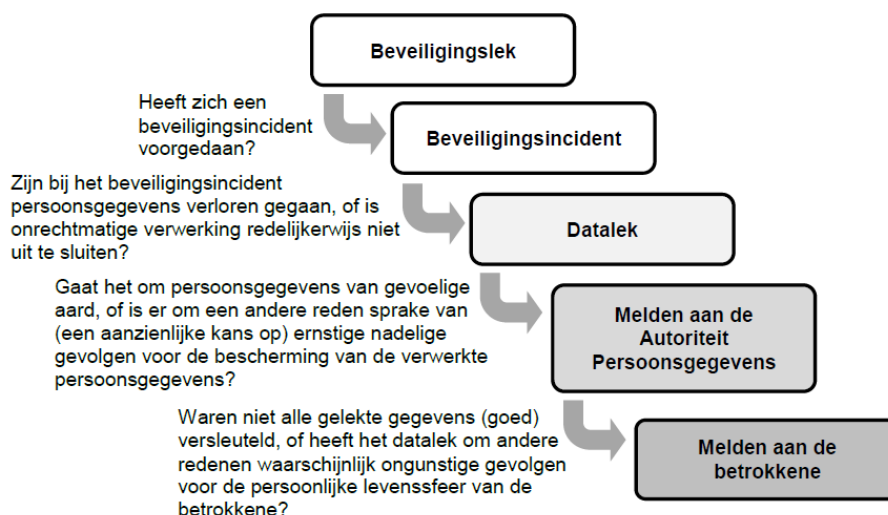 Beveiligingslek
Heeft zich een
beveiligingsincident
voorgedaan?
Beveiligingsincident
Zijn bij het beveiligingsincident
persoonsgegevens verloren gegaan, of is
onrechtmatige verwerking redelijkerwijs niet
uit te sluiten?
Datalek
Gaat het om persoonsgegevens van gevoelige
aard, of is er om een andere reden sprake van
(een aanzienlijke kans op) ernstige nadelige
gevolgen voor de bescherming van de verwerkte
persoonsgegevens?
Melden aan de
Autoriteit
Persoonsgegevens
Waren niet alle gelekte gegevens (goed)
versleuteld, of heeft het datalek om andere
redenen waarschijnlijk ongunstige gevolgen
voor de persoonlijke levenssfeer van de
betrokkene?
Melden aan de
betrokkene